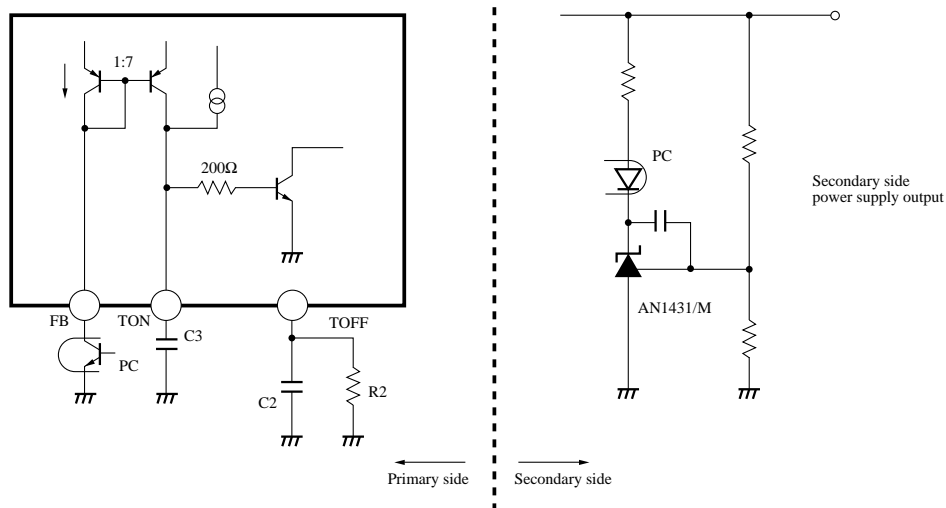 1:7
200Ω
PC
Secondary side
power supply output
AN1431/M
FB
TON
TOFF
C3
PC
C2
R2
Primary side
Secondary side